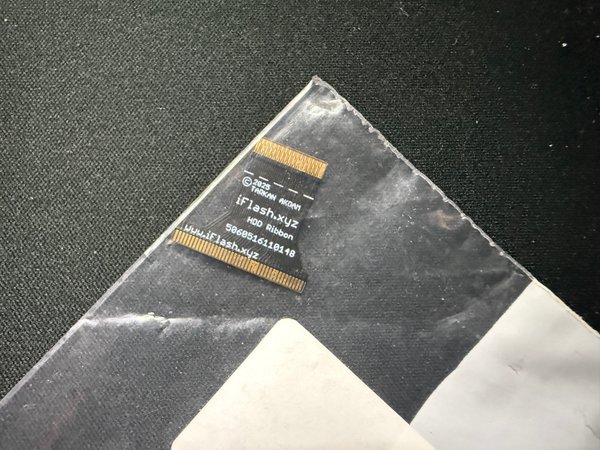 © 2025
TARKAN AKDAM
iFlash.xyz
HDD Ribbon
5060516110148
www.iFlash.xyz